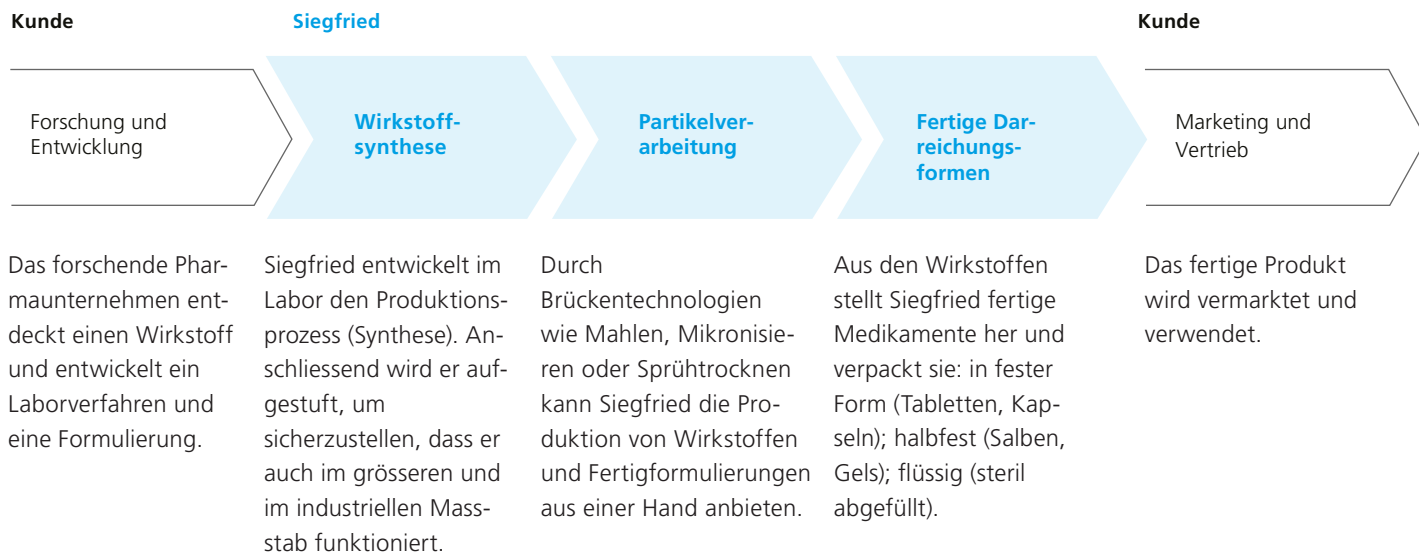 Kunde
Siegfried
Kunde
Forschung und
Entwicklung
Wirkstoff-
synthese
Partikelver-
arbeitung
Fertige Dar-
reichungs-
formen
Marketing und
Vertrieb
Das forschende Phar-
maunternehmen ent-
deckt einen Wirkstoff
und entwickelt ein
Laborverfahren und
eine Formulierung.
Siegfried entwickelt im
Labor den Produktions-
prozess (Synthese). An-
schliessend wird er auf-
gestuft, um
sicherzustellen, dass er
auch im grösseren und
im industriellen Mass-
stab funktioniert.
Durch
Brückentechnologien
wie Mahlen, Mikronisie-
ren oder Sprühtrocknen
kann Siegfried die Pro-
duktion von Wirkstoffen
und Fertigformulierungen
aus einer Hand anbieten.
Aus den Wirkstoffen
stellt Siegfried fertige
Medikamente her und
verpackt sie: in fester
Form (Tabletten, Kap-
seln); halbfest (Salben,
Gels); flüssig (steril
abgefüllt).
Das fertige Produkt
wird vermarktet und
verwendet.